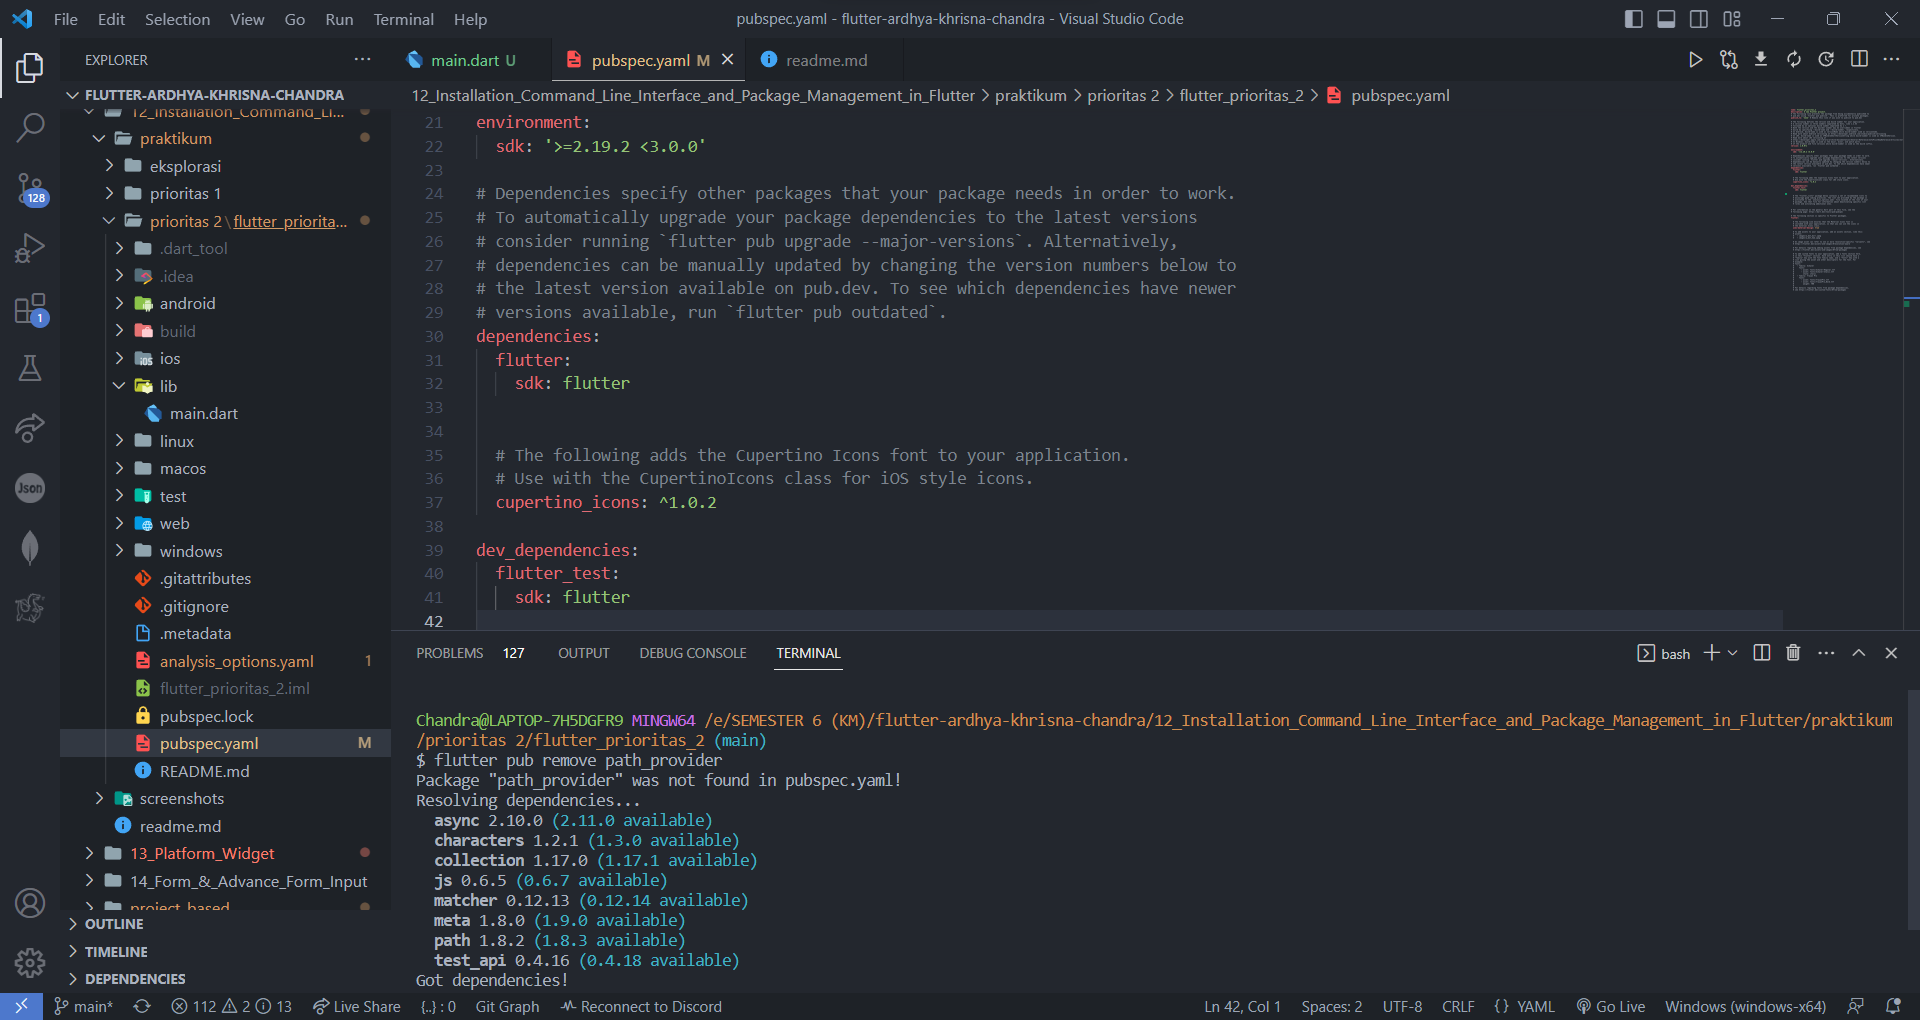 File Edit Selection View Go Run Terminal Help
pubspec.yaml - flutter-ardhya-khrisna-chandra - Visual Studio Code
EXPLORER
main.dart U
pubspec.yaml M
readme.md
FLUTTER-ARDHYA-KHRISNA-CHANDRA
12_Installation_Command_Line_Interface_and_Package_Management_in_Flutter > praktikum > prioritas 2 > flutter_prioritas_2 > pubspec.yaml
12_Installation_Command_Li...
praktikum
eksplorasi
prioritas 1
prioritas 2 \ flutter_priorita...
.dart_tool
.idea
android
build
ios
lib
main.dart
linux
macos
test
web
windows
.gitattributes
.gitignore
.metadata
analysis_options.yaml 1
flutter_prioritas_2.iml
pubspec.lock
pubspec.yaml M
README.md
screenshots
readme.md
13_Platform_Widget
14_Form_&_Advance_Form_Input
project_based
OUTLINE
TIMELINE
DEPENDENCIES
128
1
Json
21 environment:
22 sdk: '>=2.19.2 <3.0.0'
23
24 # Dependencies specify other packages that your package needs in order to work.
25 # To automatically upgrade your package dependencies to the latest versions
26 # consider running `flutter pub upgrade --major-versions`. Alternatively,
27 # dependencies can be manually updated by changing the version numbers below to
28 # the latest version available on pub.dev. To see which dependencies have newer
29 # versions available, run `flutter pub outdated`.
30 dependencies:
31 flutter:
32 sdk: flutter
33
34
35 # The following adds the Cupertino Icons font to your application.
36 # Use with the CupertinoIcons class for iOS style icons.
37 cupertino_icons: ^1.0.2
38
39 dev_dependencies:
40 flutter_test:
41 sdk: flutter
42
PROBLEMS 127 OUTPUT DEBUG CONSOLE TERMINAL
bash
Chandra@LAPTOP-7H5DGFR9 MINGW64 /e/SEMESTER 6 (KM)/flutter-ardhya-khrisna-chandra/12_Installation_Command_Line_Interface_and_Package_Management_in_Flutter/praktikum
/prioritas 2/flutter_prioritas_2 (main)
$ flutter pub remove path_provider
Package "path_provider" was not found in pubspec.yaml!
Resolving dependencies...
async 2.10.0 (2.11.0 available)
characters 1.2.1 (1.3.0 available)
collection 1.17.0 (1.17.1 available)
js 0.6.5 (0.6.7 available)
matcher 0.12.13 (0.12.14 available)
meta 1.8.0 (1.9.0 available)
path 1.8.2 (1.8.3 available)
test_api 0.4.16 (0.4.18 available)
Got dependencies!
main* 112 2 13 Live Share {..} : 0 Git Graph Reconnect to Discord
Ln 42, Col 1 Spaces: 2 UTF-8 CRLF {} YAML Go Live Windows (windows-x64)